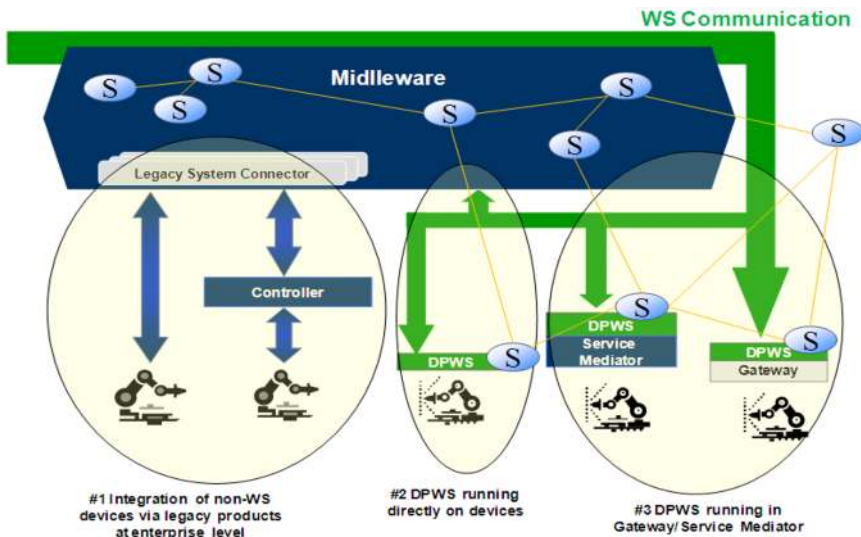 WS Communication
Midlleware
S
S
S
S
S
S
S
Legacy System Connector
Controller
S
DPWS
Service
Mediator
DPWS
S
DPWS
S
Gateway
#1 Integration of non-WS
devices via legacy products
at enterprise level
#2 DPWS running
directly on devices
#3 DPWS running in
Gateway/Service Mediator